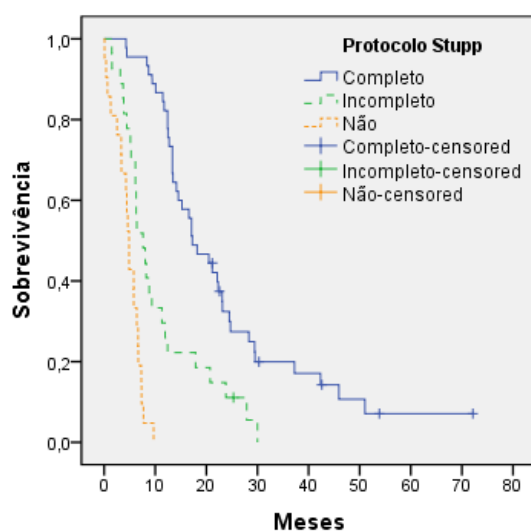 Protocolo Stupp
Completo
Incompleto
Não
Completo-censored
Incompleto-censored
Não-censored
Sobrevivência
1,0
0,8
0,6
0,4
0,2
0,0
0 10 20 30 40 50 60 70 80
Meses